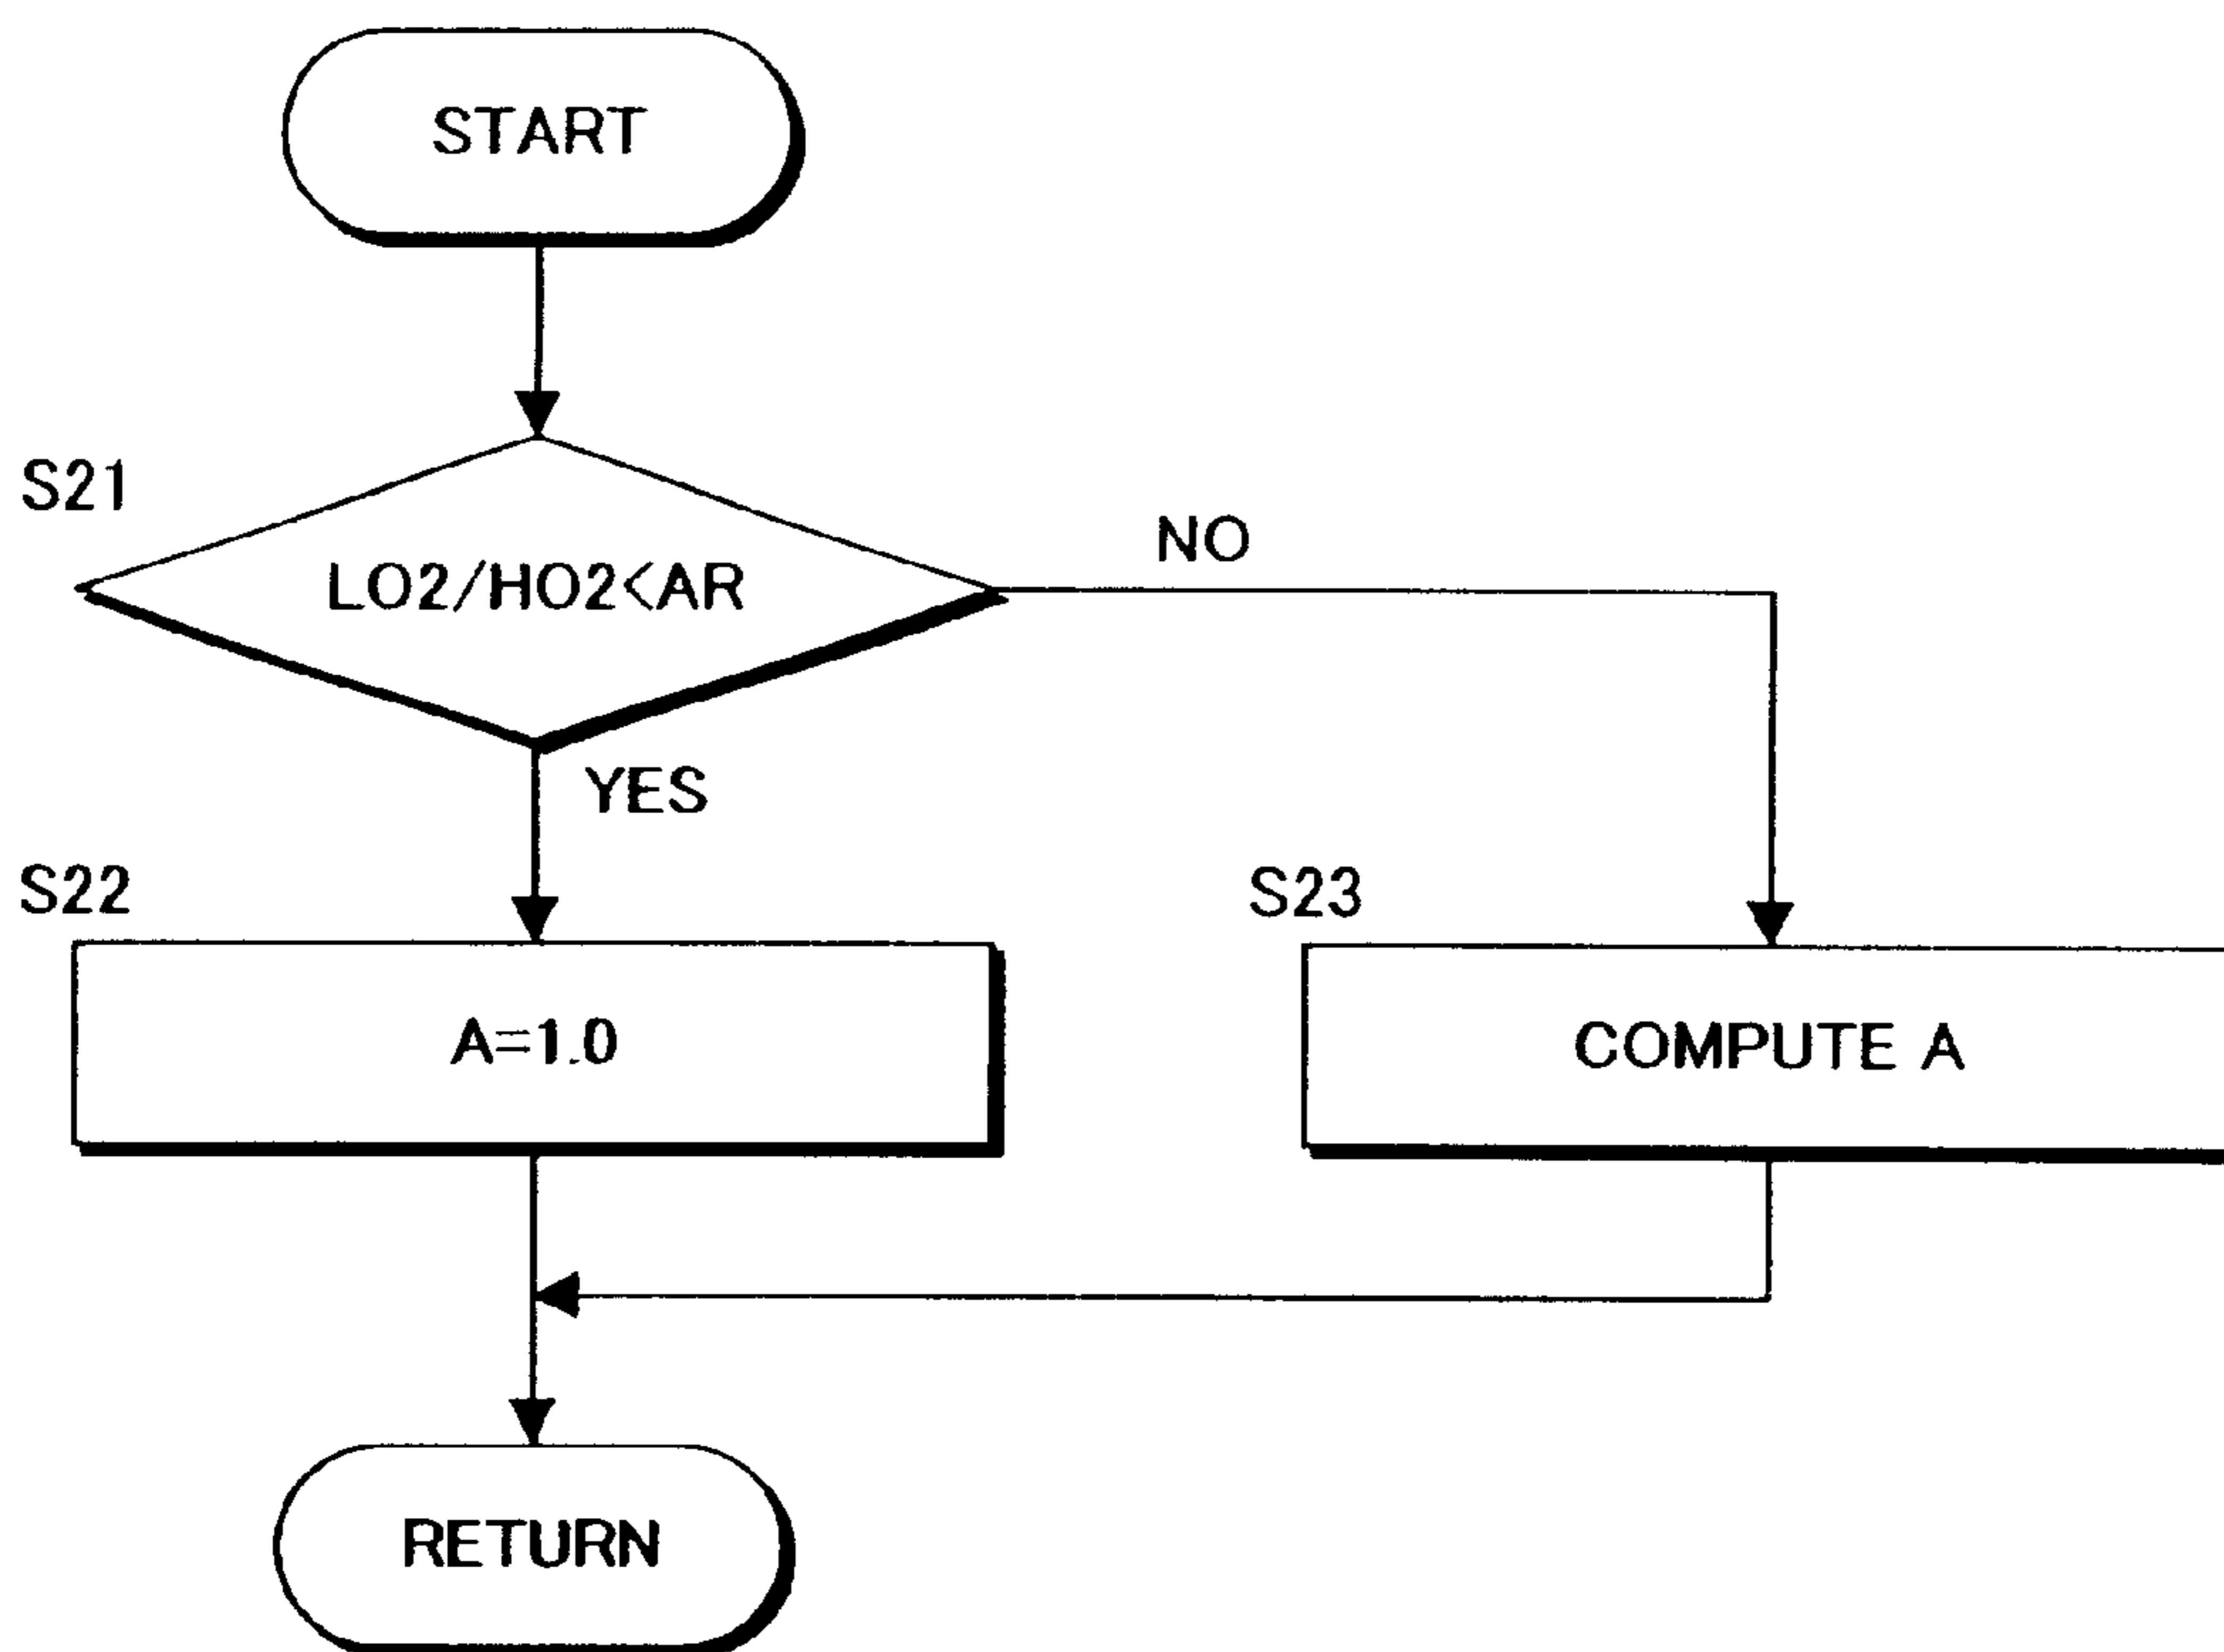 START
S21
LO2/HO2<AR
NO
YES
S22
S23
A=1.0
COMPUTE A
RETURN